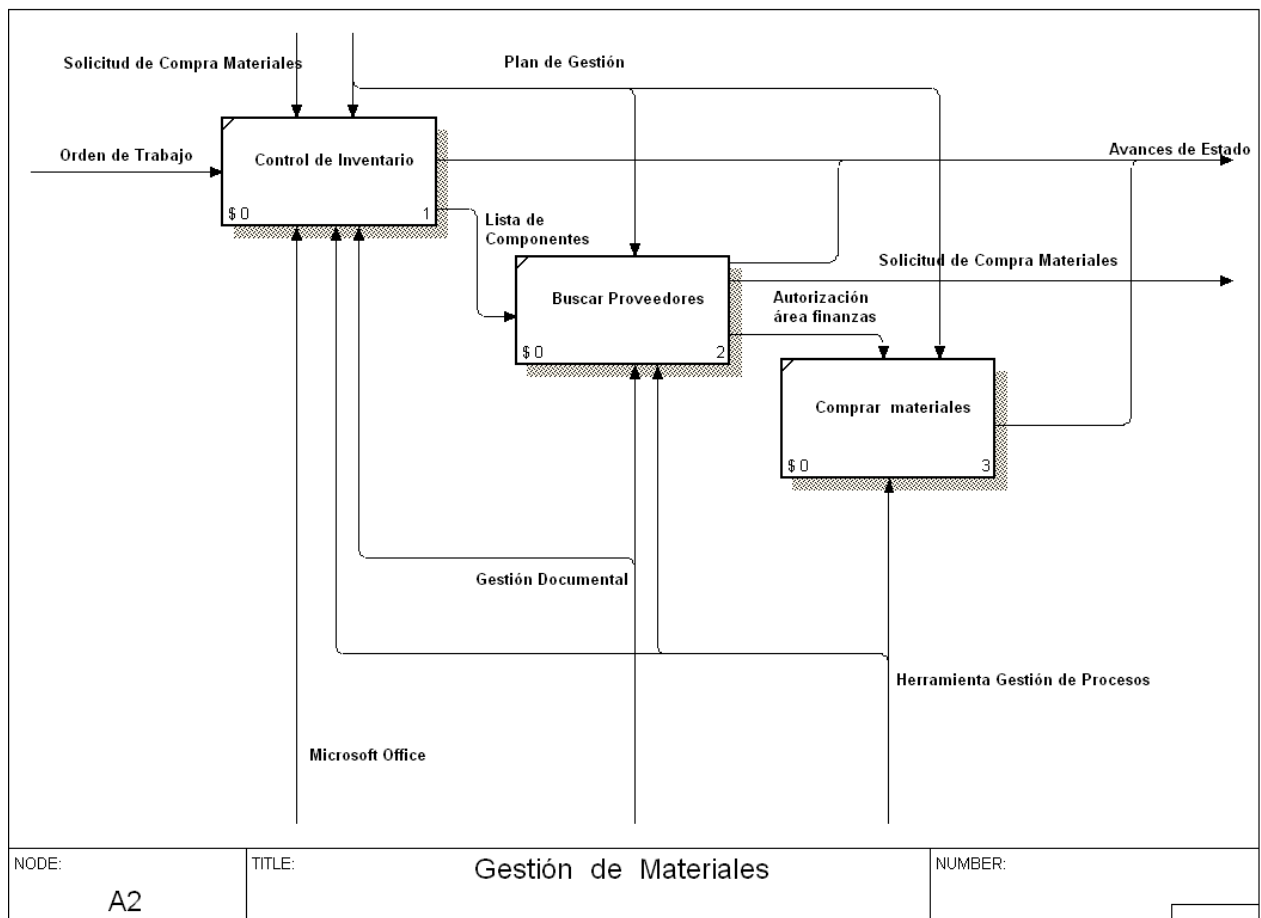 Solicitud de Compra Materiales
Plan de Gestión
Orden de Trabajo
Control de Inventario
$ 0
1
Avances de Estado
Lista de
Componentes
Solicitud de Compra Materiales
Buscar Proveedores
$ 0
2
Autorización
área finanzas
Comprar materiales
$ 0
3
Gestión Documental
Herramienta Gestión de Procesos
Microsoft Office
NODE:
A2
TITLE:
Gestión de Materiales
NUMBER: